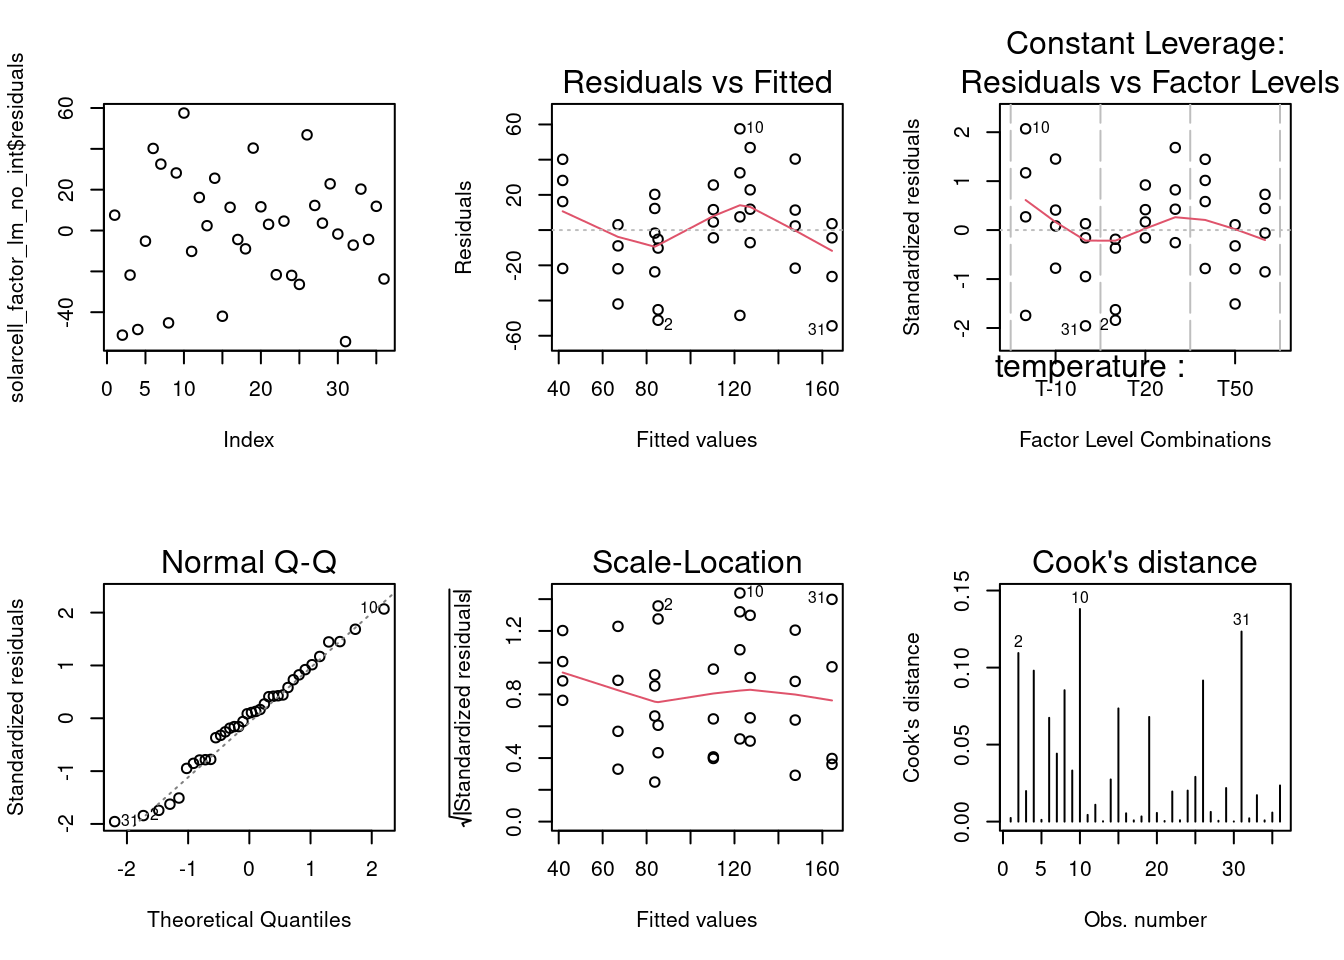 solarcell_factor_lm_no_int$residuals
60
20
0
-40
0 5 10 20 30
Index
Residuals vs Fitted
Residuals
60
20
0
-20
-60
10
2
31
40 60 80 120 160
Fitted values
Constant Leverage:
Residuals vs Factor Levels
Standardized residuals
2
1
0
-1
-2
10
31
2
temperature :
T-10 T20 T50
Factor Level Combinations
Normal Q-Q
Standardized residuals
2
1
0
-1
-2
10
31
2
-2 -1 0 1 2
Theoretical Quantiles
Scale-Location
√|Standardized residuals|
1.2
0.8
0.4
0.0
2
10
31
40 60 80 120 160
Fitted values
Cook's distance
Cook's distance
0.15
0.10
0.05
0.00
2
10
31
0 5 10 20 30
Obs. number